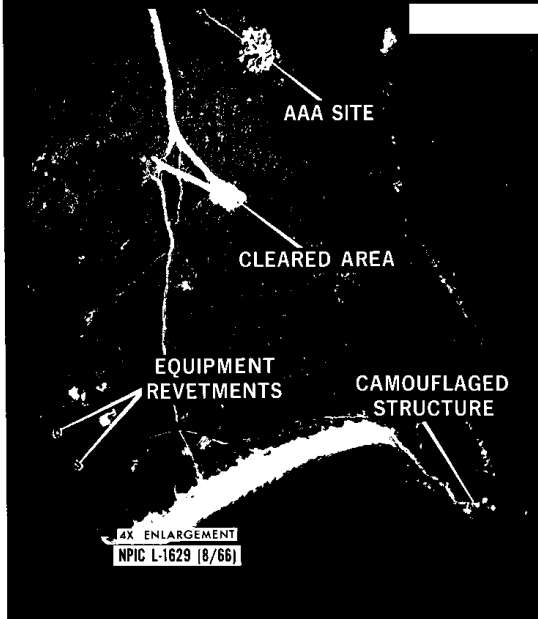 AAA SITE
CLEARED AREA
EQUIPMENT
REVETMENTS
CAMOUFLAGED
STRUCTURE
4X ENLARGEMENT
NPIC L-1629 (8/66)